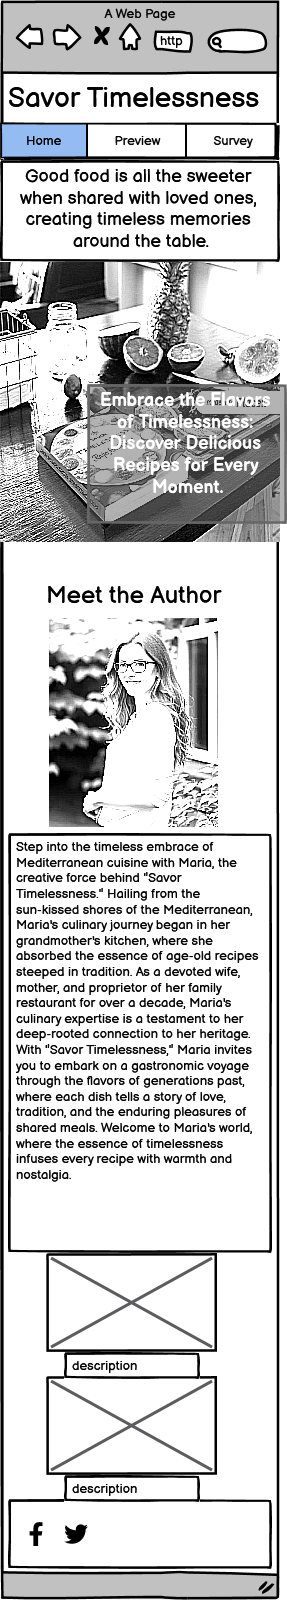 A Web Page
http
Savor Timelessness
Home Preview Survey
Good food is all the sweeter
when shared with loved ones,
creating timeless memories
around the table.
Embrace the Flavors
of Timelessness:
Discover Delicious
Recipes for Every
Moment.
Meet the Author
Step into the timeless embrace of
Mediterranean cuisine with Maria, the
creative force behind "Savor
Timelessness." Hailing from the
sun-kissed shores of the Mediterranean,
Maria's culinary journey began in her
grandmother's kitchen, where she
absorbed the essence of age-old recipes
steeped in tradition. As a devoted wife,
mother, and proprietor of her family
restaurant for over a decade, Maria's
culinary expertise is a testament to her
deep-rooted connection to her heritage.
With "Savor Timelessness," Maria invites
you to embark on a gastronomic voyage
through the flavors of generations past,
where each dish tells a story of love,
tradition, and the enduring pleasures of
shared meals. Welcome to Maria's world,
where the essence of timelessness
infuses every recipe with warmth and
nostalgia.
description
description